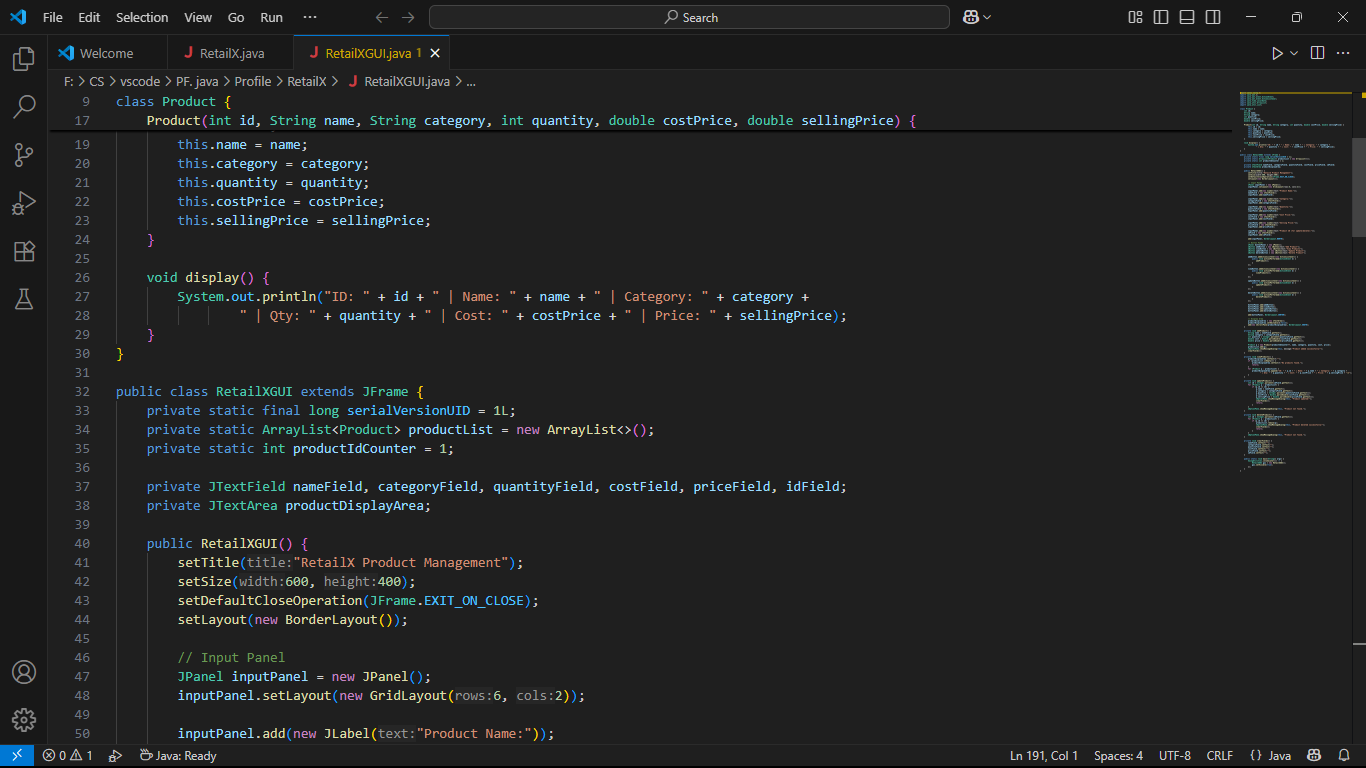 File Edit Selection View Go Run ··· Search
Welcome RetailX.java RetailXGUI.java 1
F: > CS > vscode > PF. java > Profile > RetailX > RetailXGUI.java > ...
9 class Product {
17 Product(int id, String name, String category, int quantity, double costPrice, double sellingPrice) {
19 this.name = name;
20 this.category = category;
21 this.quantity = quantity;
22 this.costPrice = costPrice;
23 this.sellingPrice = sellingPrice;
24 }
25
26 void display() {
27 System.out.println("ID: " + id + " | Name: " + name + " | Category: " + category +
28 " | Qty: " + quantity + " | Cost: " + costPrice + " | Price: " + sellingPrice);
29 }
30 }
31
32 public class RetailXGUI extends JFrame {
33 private static final long serialVersionUID = 1L;
34 private static ArrayList<Product> productList = new ArrayList<>();
35 private static int productIdCounter = 1;
36
37 private JTextField nameField, categoryField, quantityField, costField, priceField, idField;
38 private JTextArea productDisplayArea;
39
40 public RetailXGUI() {
41 setTitle(title:"RetailX Product Management");
42 setSize(width:600, height:400);
43 setDefaultCloseOperation(JFrame.EXIT_ON_CLOSE);
44 setLayout(new BorderLayout());
45
46 // Input Panel
47 JPanel inputPanel = new JPanel();
48 inputPanel.setLayout(new GridLayout(rows:6, cols:2));
49
50 inputPanel.add(new JLabel(text:"Product Name:"));
0 1 Java: Ready Ln 191, Col 1 Spaces: 4 UTF-8 CRLF {} Java